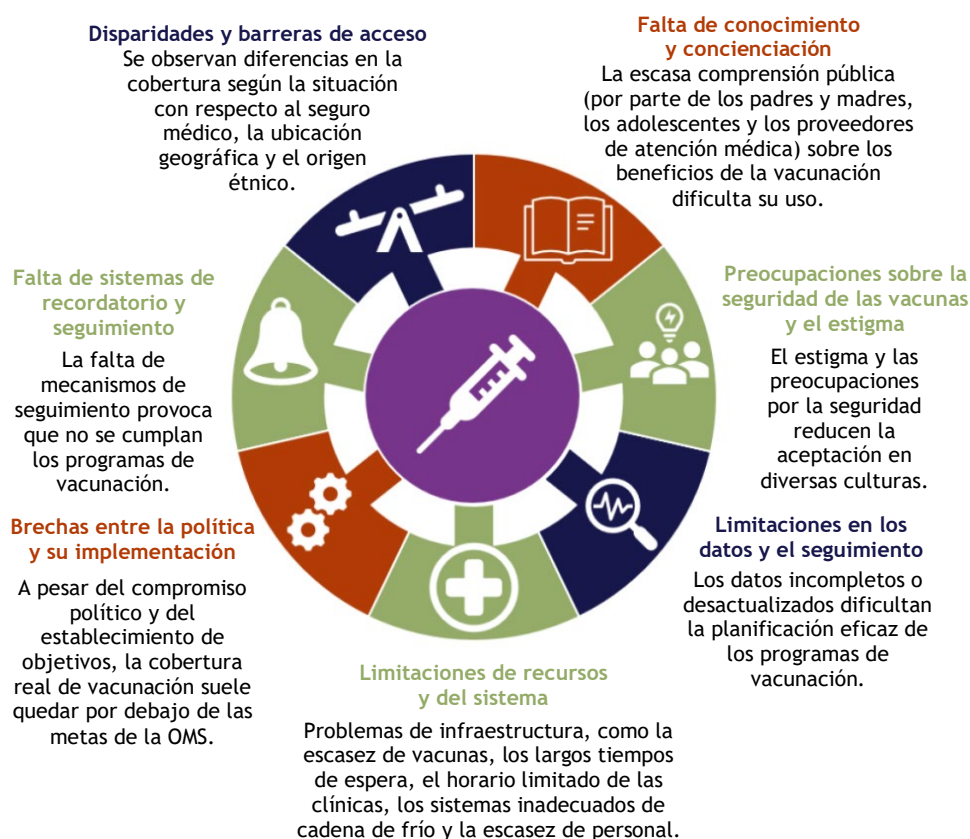 Disparidades y barreras de acceso
Se observan diferencias en la
cobertura según la situación
con respecto al seguro
médico, la ubicación
geográfica y el origen
étnico.
Falta de conocimiento
y concienciación
La escasa comprensión pública
(por parte de los padres y madres,
los adolescentes y los proveedores
de atención médica) sobre los
beneficios de la vacunación
dificulta su uso.
Falta de sistemas de
recordatorio y
seguimiento
La falta de
mecanismos de
seguimiento provoca
que no se cumplan
los programas de
vacunación.
Preocupaciones sobre la
seguridad de las vacunas
y el estigma
El estigma y las
preocupaciones
por la seguridad
reducen la
aceptación en
diversas culturas.
Brechas entre la política
y su implementación
A pesar del compromiso
político y del
establecimiento de
objetivos, la cobertura
real de vacunación suele
quedar por debajo de las
metas de la OMS.
Limitaciones en los
datos y el seguimiento
Los datos incompletos o
desactualizados dificultan
la planificación eficaz de
los programas de
vacunación.
Limitaciones de recursos
y del sistema
Problemas de infraestructura, como la
escasez de vacunas, los largos tiempos
de espera, el horario limitado de las
clínicas, los sistemas inadecuados de
cadena de frío y la escasez de personal.